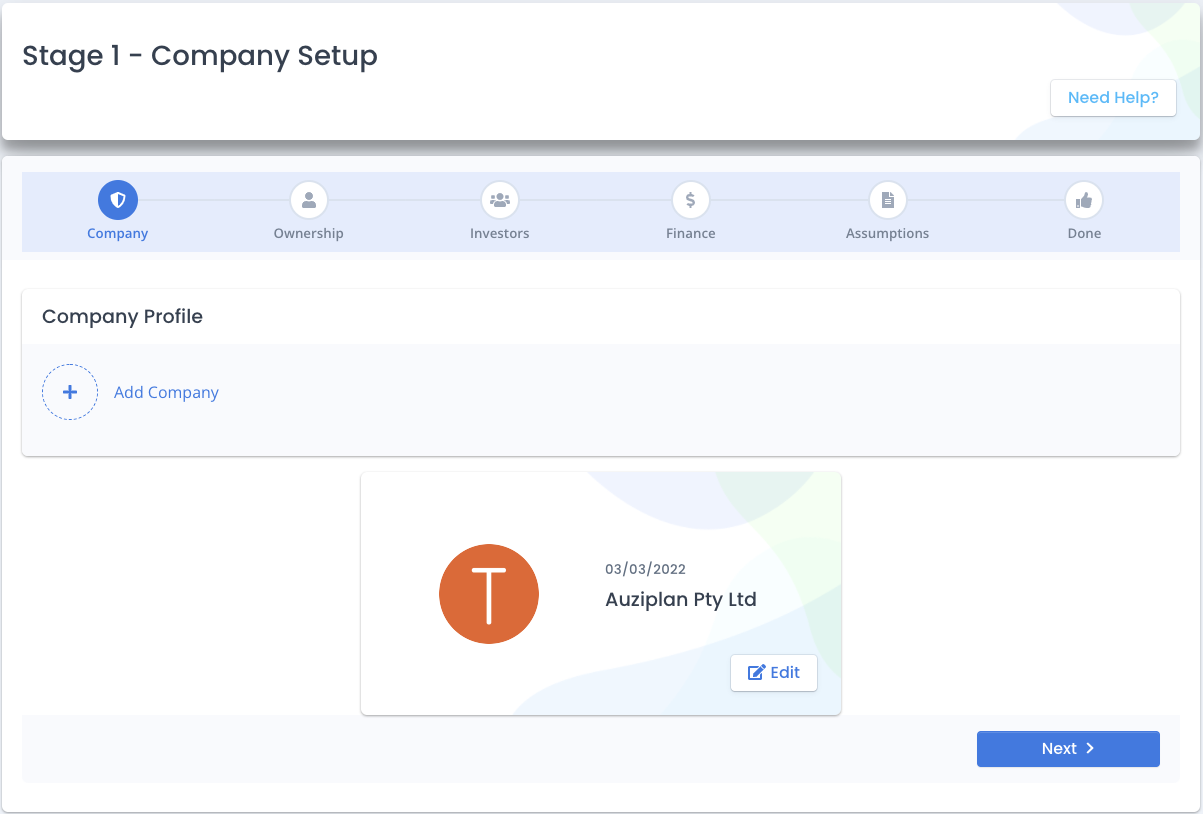 Stage 1 - Company Setup
Need Help?
Company
Ownership
Investors
Finance
Assumptions
Done
Company Profile
Add Company
T
03/03/2022
Auziplan Pty Ltd
Edit
Next